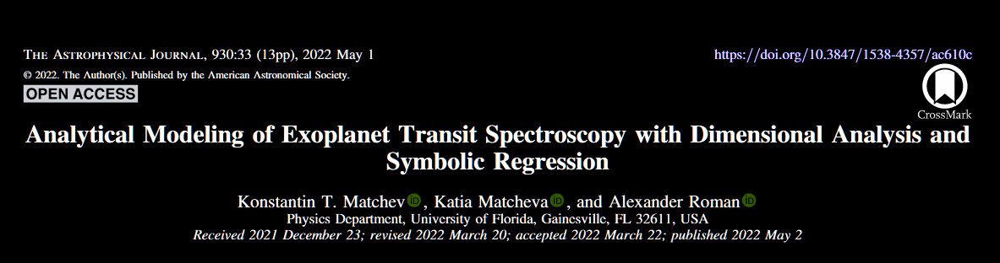 THE ASTROPHYSICAL JOURNAL, 930:33 (13pp), 2022 May 1
https://doi.org/10.3847/1538-4357/ac610c
© 2022. The Author(s). Published by the American Astronomical Society.
OPEN ACCESS
CrossMark
Analytical Modeling of Exoplanet Transit Spectroscopy with Dimensional Analysis and
Symbolic Regression
Konstantin T. Matchev iD, Katia Matcheva iD, and Alexander Roman iD
Physics Department, University of Florida, Gainesville, FL 32611, USA
Received 2021 December 23; revised 2022 March 20; accepted 2022 March 22; published 2022 May 2